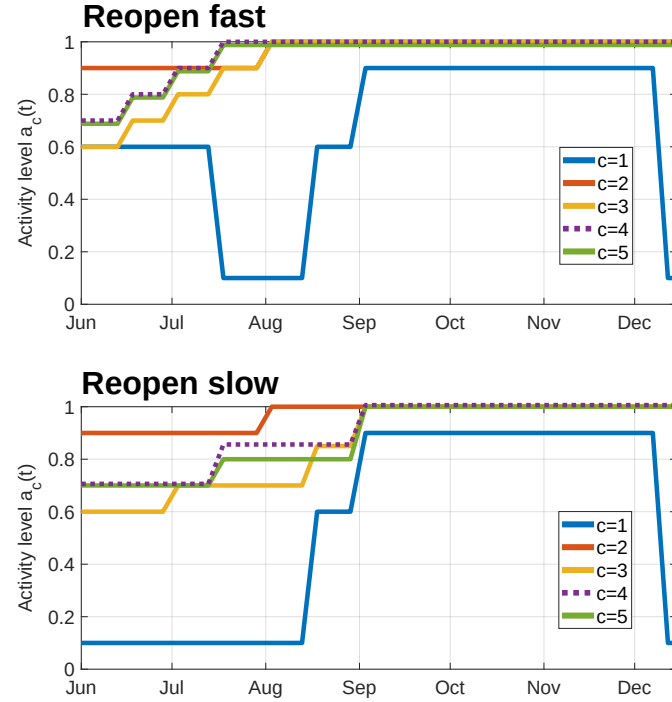 Reopen fast
Activity level a_c(t)
1
0.8
0.6
0.4
0.2
0
c=1
c=2
c=3
c=4
c=5
Jun Jul Aug Sep Oct Nov Dec
Reopen slow
Activity level a_c(t)
1
0.8
0.6
0.4
0.2
0
c=1
c=2
c=3
c=4
c=5
Jun Jul Aug Sep Oct Nov Dec